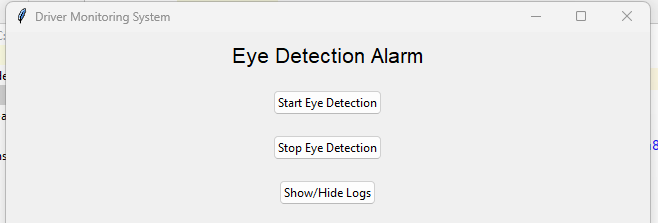 Driver Monitoring System
Eye Detection Alarm
Start Eye Detection
Stop Eye Detection
Show/Hide Logs